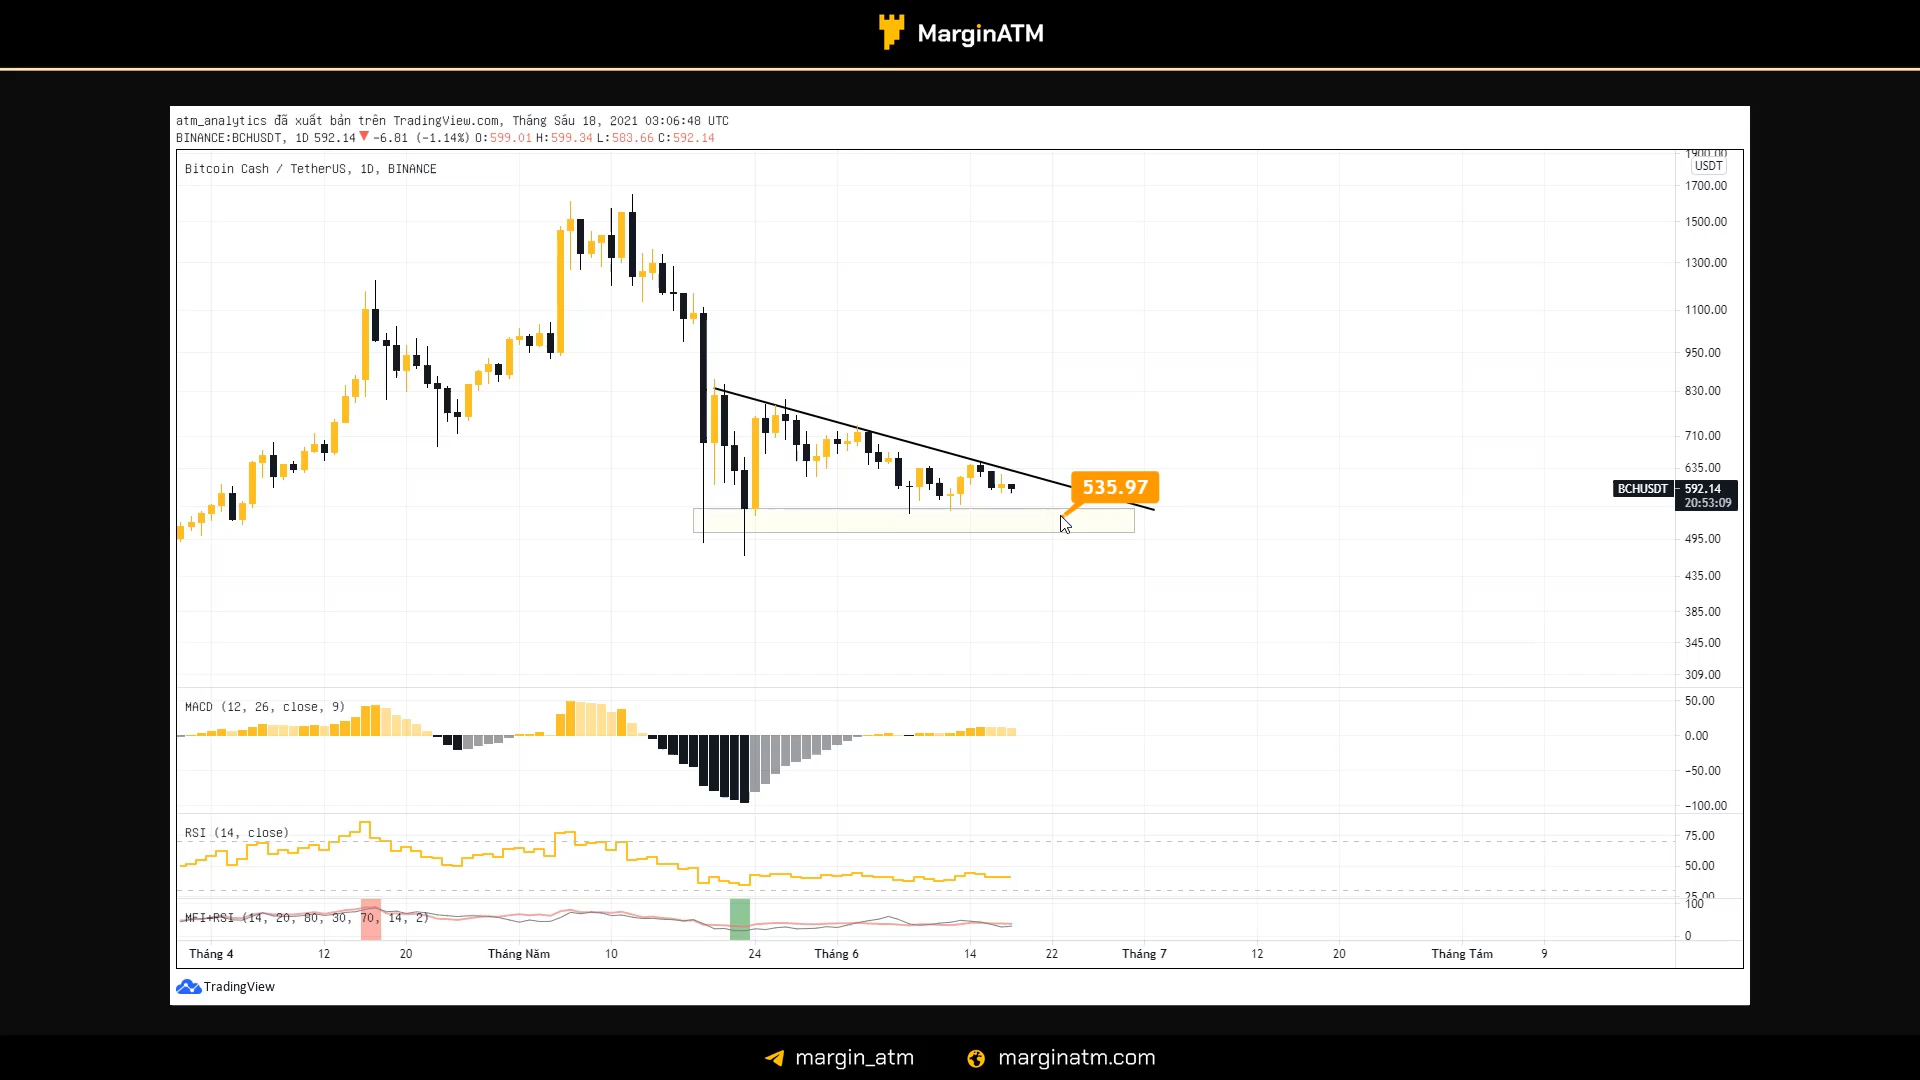 MarginATM
atm_analytics đã xuất bản trên TradingView.com, Tháng Sáu 18, 2021 03:06:48 UTC
BINANCE:BCHUSDT, 1D 592.14 ▼ −6.81 (−1.14%) O:599.01 H:599.34 L:583.66 C:592.14
Bitcoin Cash / TetherUS, 1D, BINANCE
1900.00
USDT
1700.00
1500.00
1300.00
1100.00
950.00
830.00
710.00
635.00
535.97
BCHUSDT 592.14
20:53:09
495.00
435.00
385.00
345.00
309.00
MACD (12, 26, close, 9)
50.00
0.00
−50.00
−100.00
RSI (14, close)
75.00
50.00
25.00
MFI+RSI (14, 20, 80, 30, 70, 14, 2)
100
0
Tháng 4 12 20 Tháng Năm 10 24 Tháng 6 14 22 Tháng 7 12 20 Tháng Tám 9
TradingView
margin_atm marginatm.com